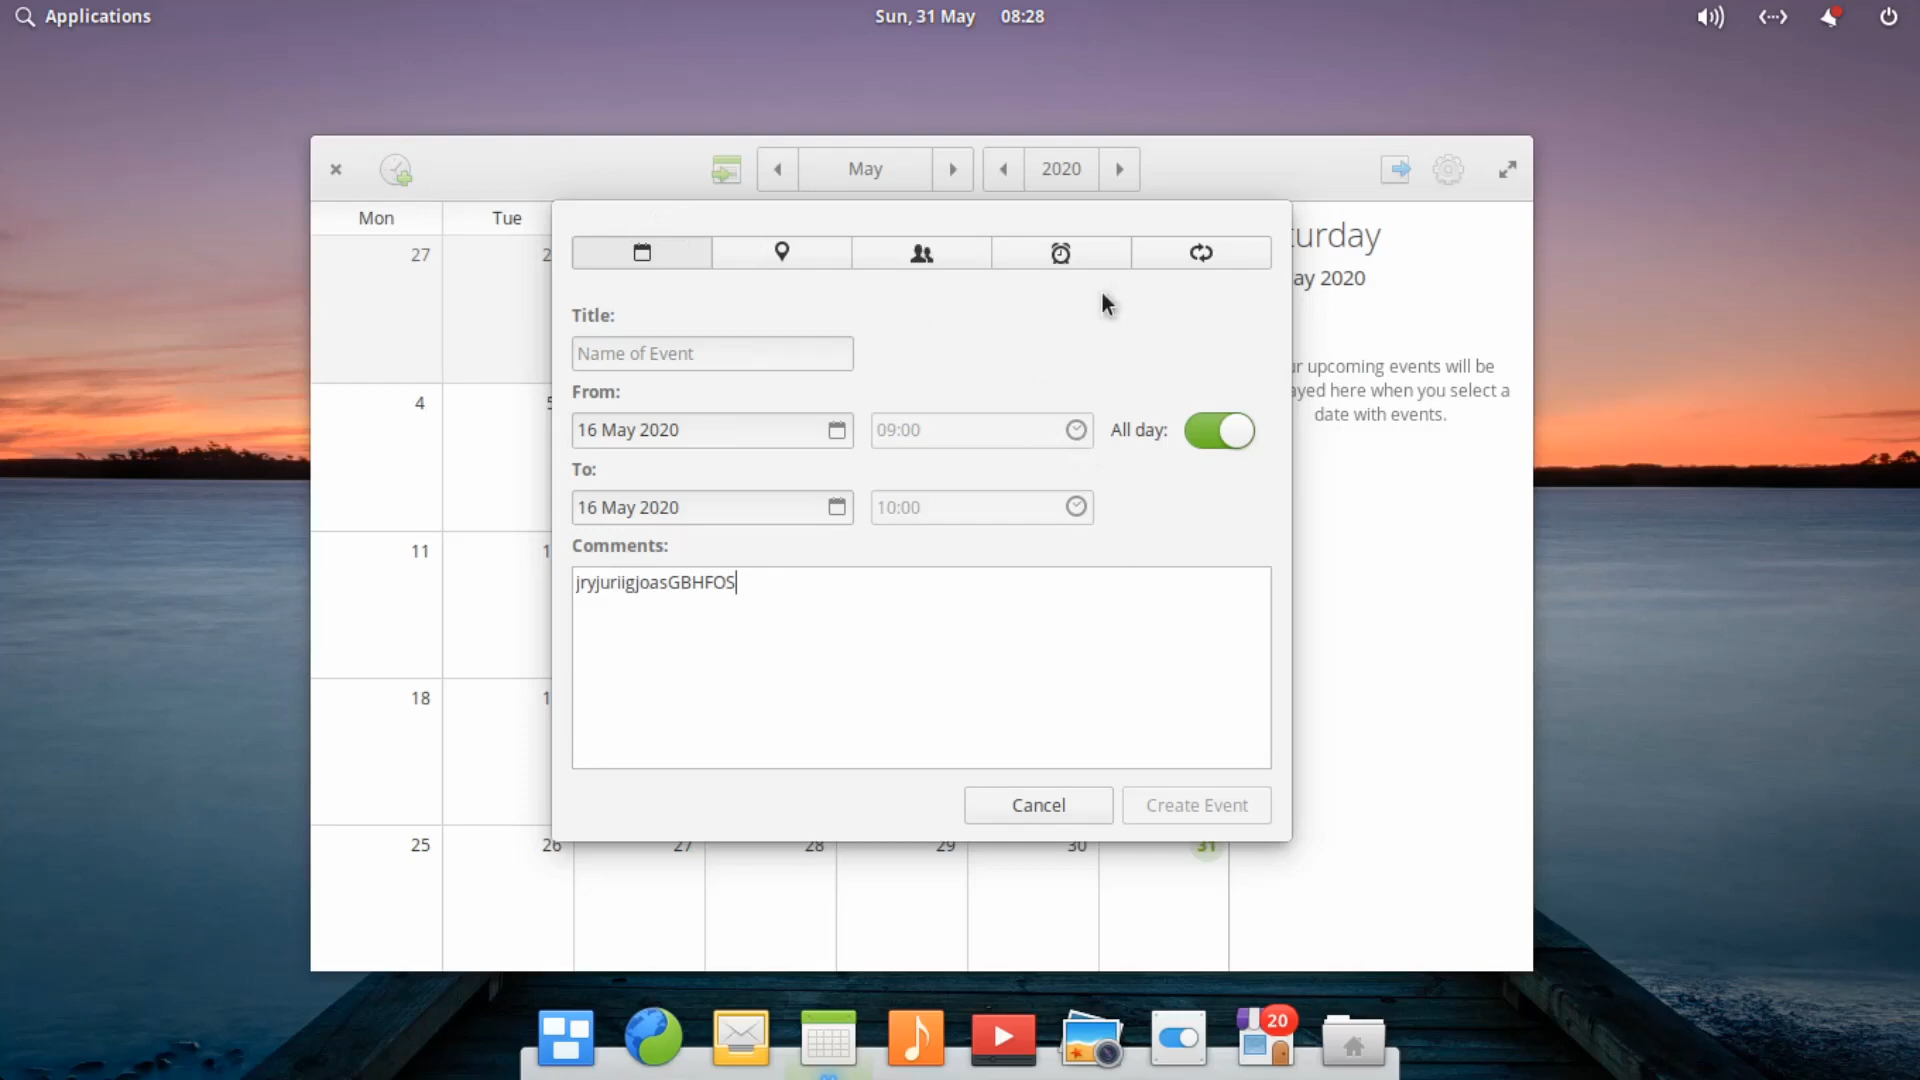 Applications
Sun, 31 May 08:28
May
2020
Mon Tue
27
Title:
Name of Event
From:
16 May 2020 09:00 All day:
To:
16 May 2020 10:00
Comments:
jryjuriigjoasGBHFOS
Cancel Create Event
4
11
18
25 26 27 28 29 30 31
turday
ay 2020
upcoming events will be
ayed here when you select a
date with events.
20